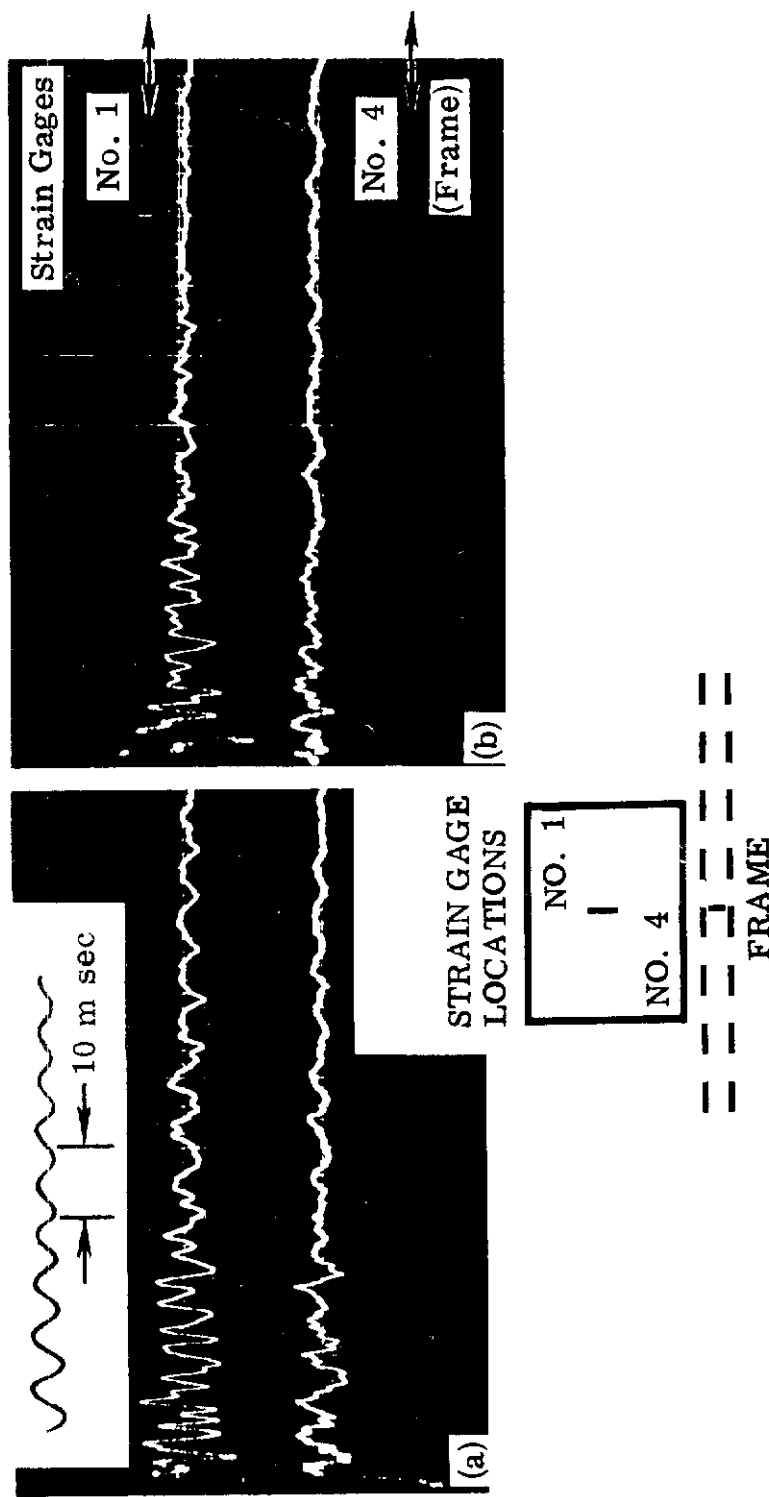 10 m sec
(a)
Strain Gages
No. 1
No. 4
(Frame)
(b)
STRAIN GAGE
LOCATIONS
NO. 1
NO. 4
FRAME